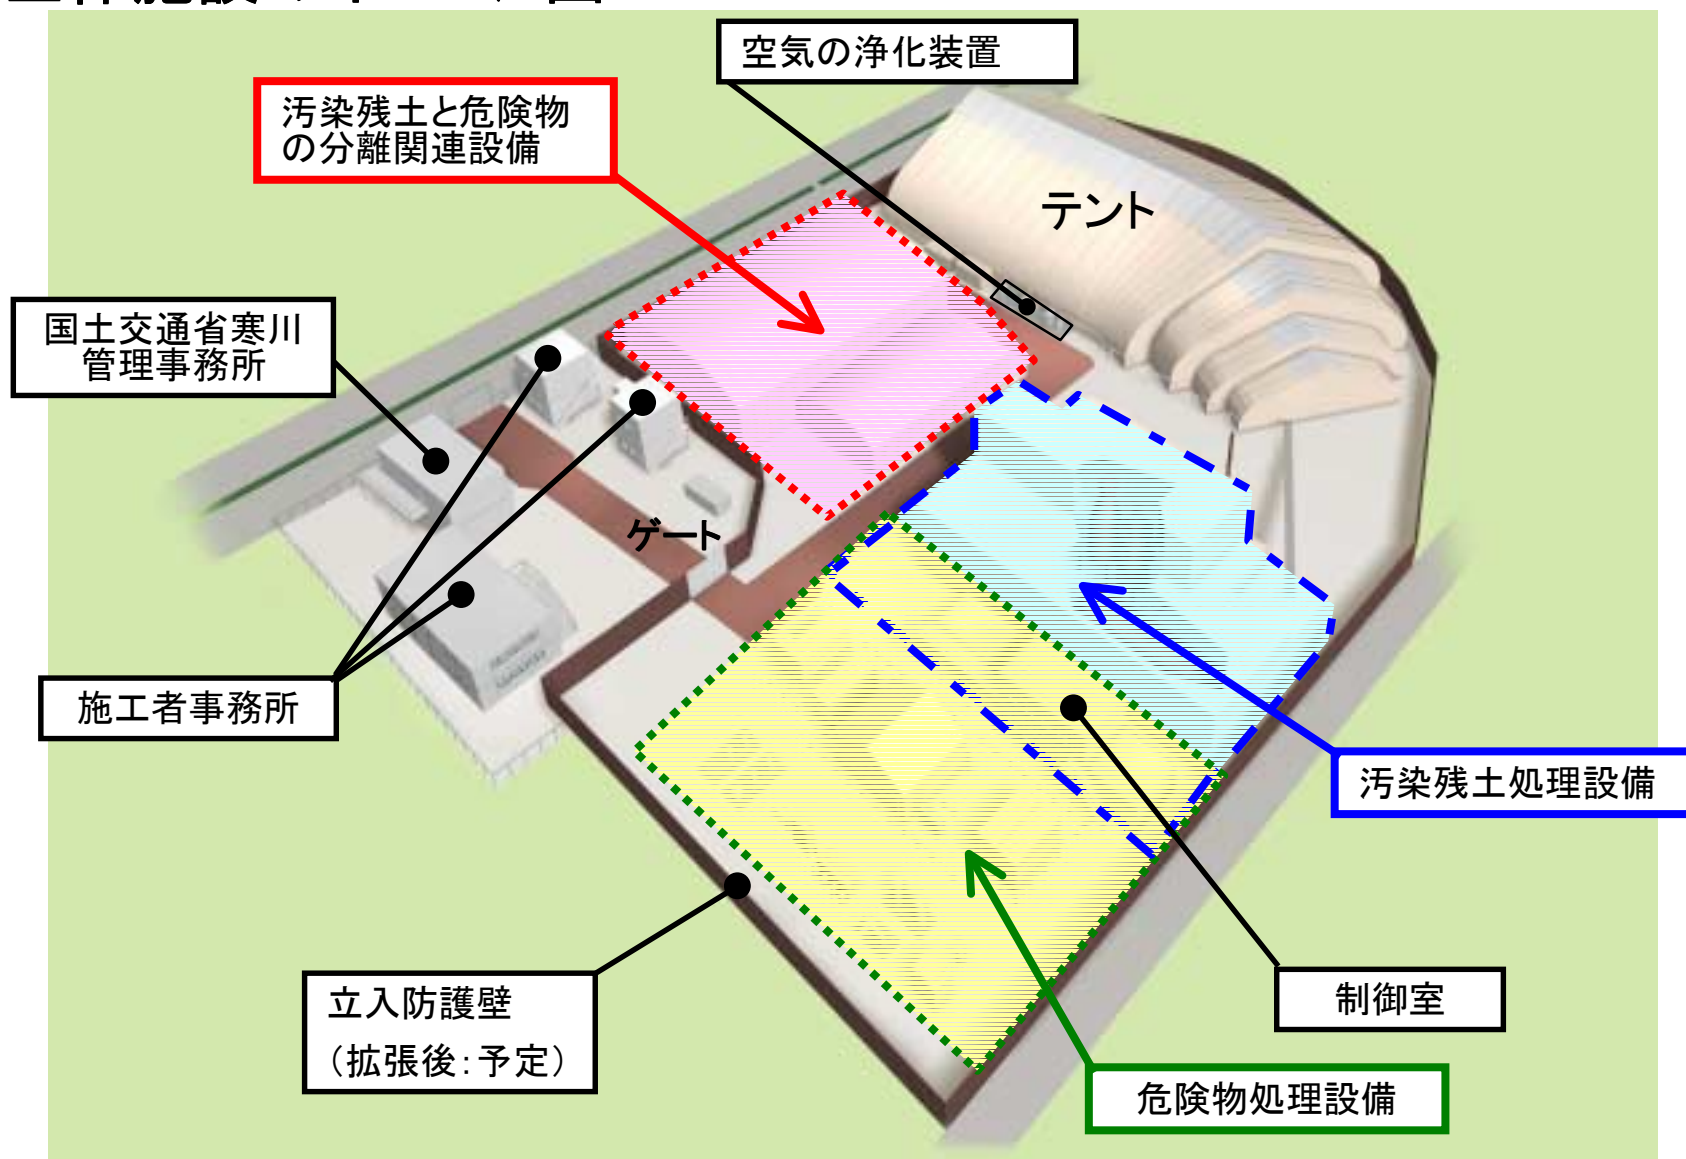 空気の浄化装置
汚染残土と危険物
の分離関連設備
テント
国土交通省寒川
管理事務所
ゲート
施工者事務所
汚染残土処理設備
立入防護壁
（拡張後：予定）
制御室
危険物処理設備